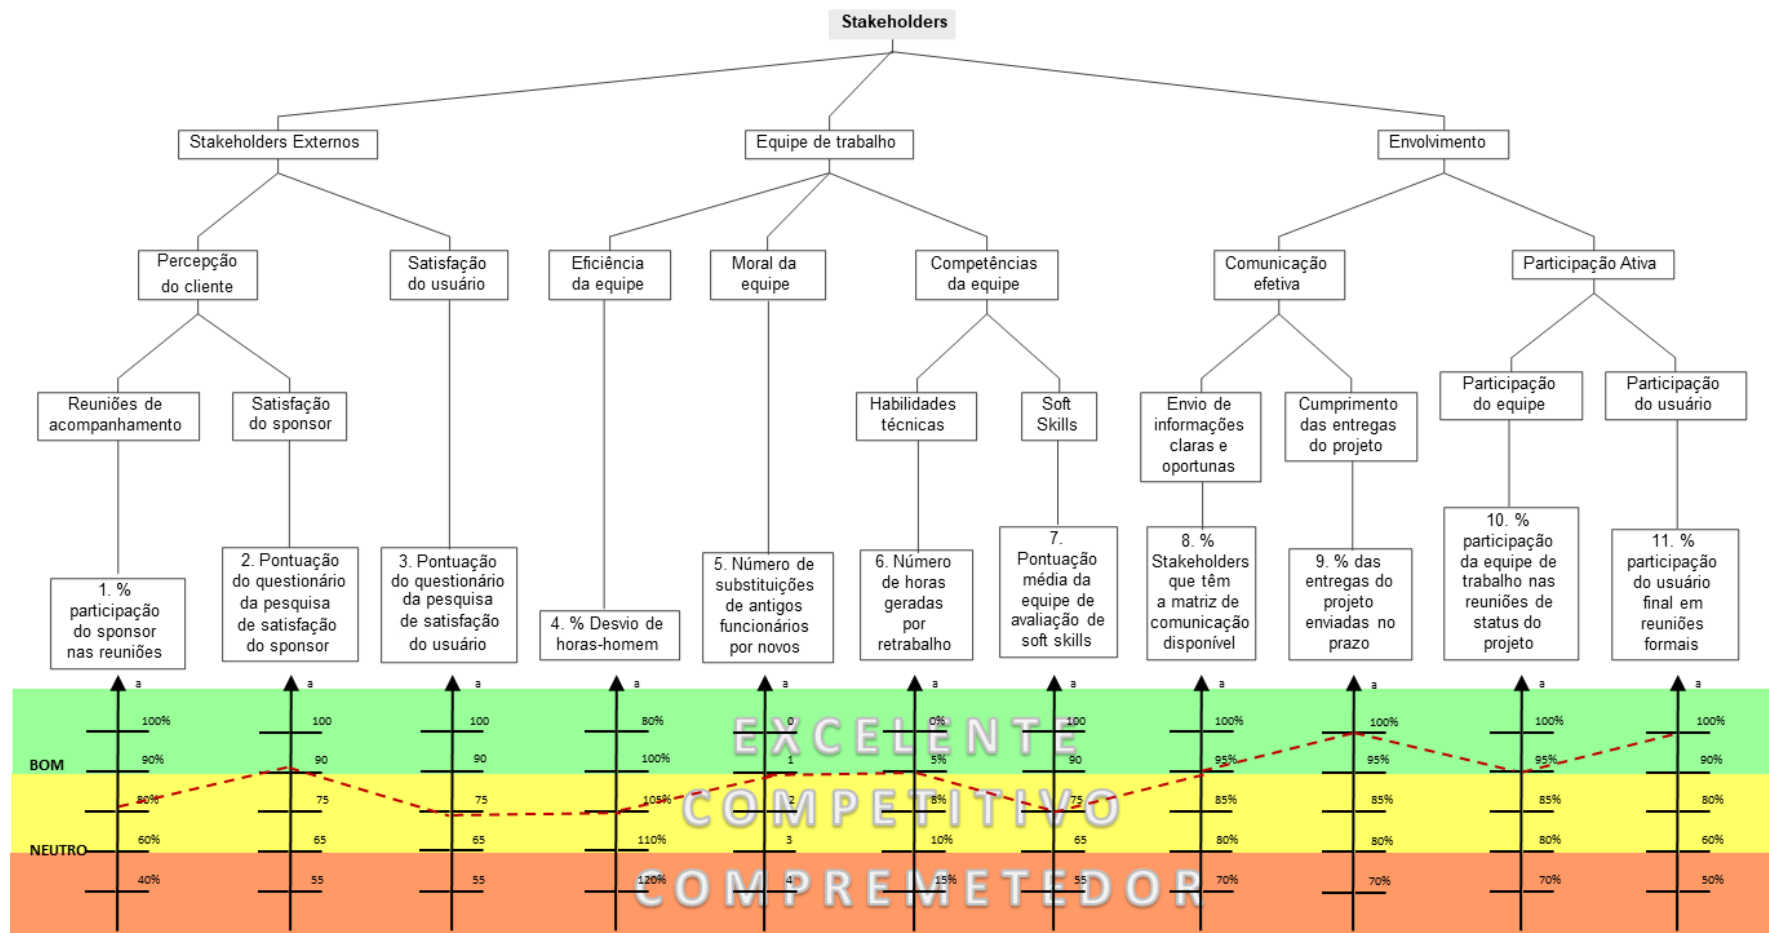 Stakeholders
Stakeholders Externos
Equipe de trabalho
Envolvimento
Percepção
do cliente
Satisfação
do usuário
Eficiência
da equipe
Moral da
equipe
Competências
da equipe
Comunicação
efetiva
Participação Ativa
Reuniões de
acompanhamento
Satisfação
do sponsor
Habilidades
técnicas
Soft
Skills
Envio de
informações
claras e
oportunas
Cumprimento
das entregas
do projeto
Participação
do equipe
Participação
do usuário
1. %
participação
do sponsor
nas reuniões
2. Pontuação
do questionário
da pesquisa
de satisfação
do sponsor
3. Pontuação
do questionário
da pesquisa
de satisfação
do usuário
4. % Desvio de
horas-homem
5. Número de
substituições
de antigos
funcionários
por novos
6. Número
de horas
geradas
por
retrabalho
7.
Pontuação
média da
equipe de
avaliação de
soft skills
8. %
Stakeholders
que têm
a matriz de
comunicação
disponível
9. % das
entregas do
projeto
enviadas no
prazo
10. %
participação
da equipe de
trabalho nas
reuniões de
status do
projeto
11. %
participação
do usuário
final em
reuniões
formais
a a a a a a a a a a a
100% 100 100 80% 0 0% 100 100% 100% 100% 100%
EXCELENTE
BOM 90% 90 90 100% 1 5% 90 95% 95% 95% 90%
80% 75 75 105% 2 8% 75 85% 85% 85% 80%
COMPETITIVO
NEUTRO 60% 65 65 110% 3 10% 65 80% 80% 80% 60%
40% 55 55 120% 4 15% 55 70% 70% 70% 50%
COMPREMETEDOR